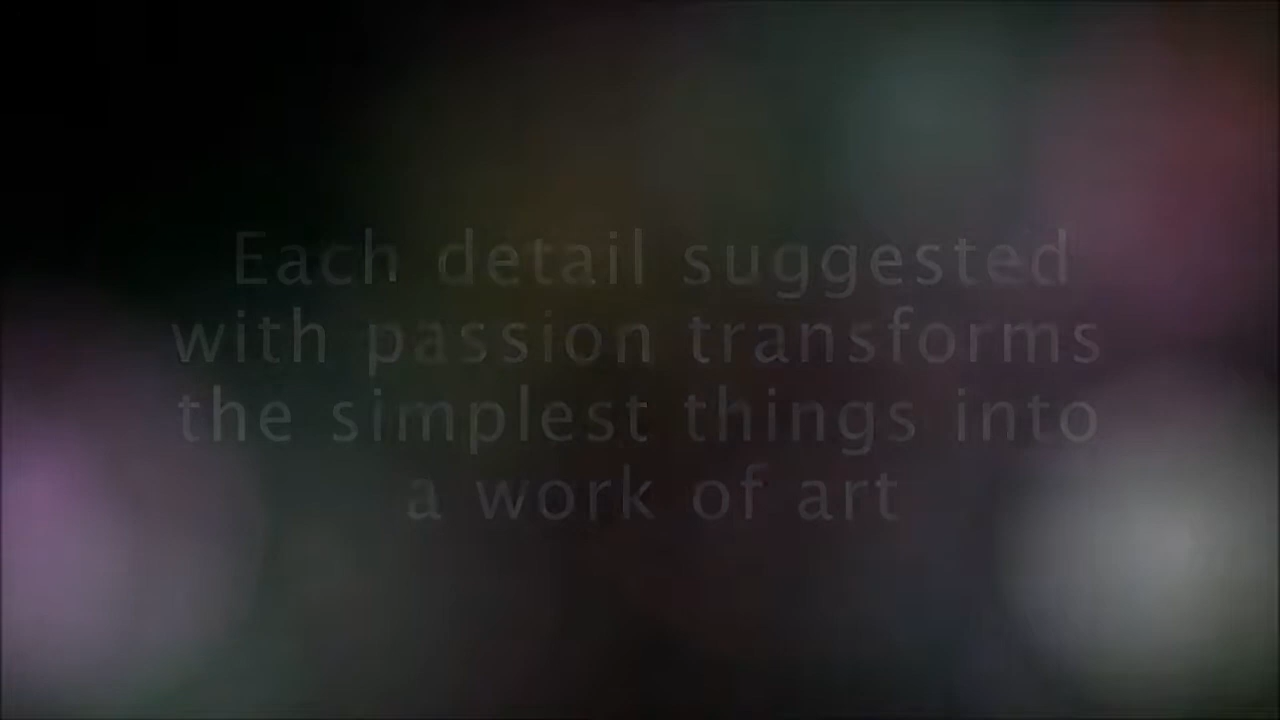 Each detail suggested
with passion transforms
the simplest things into
a work of art